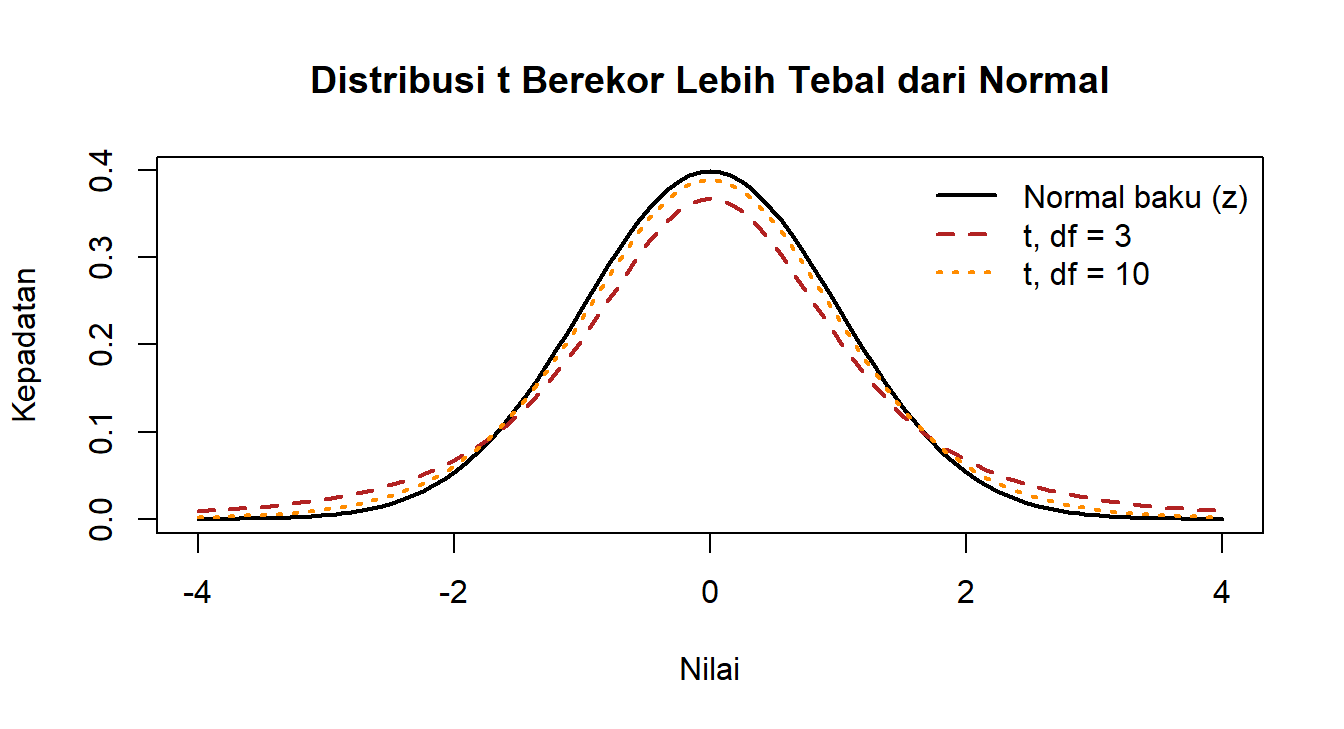 Distribusi t Berekor Lebih Tebal dari Normal
Kepadatan
0.4
0.3
0.2
0.1
0.0
Normal baku (z)
t, df = 3
t, df = 10
-4 -2 0 2 4
Nilai